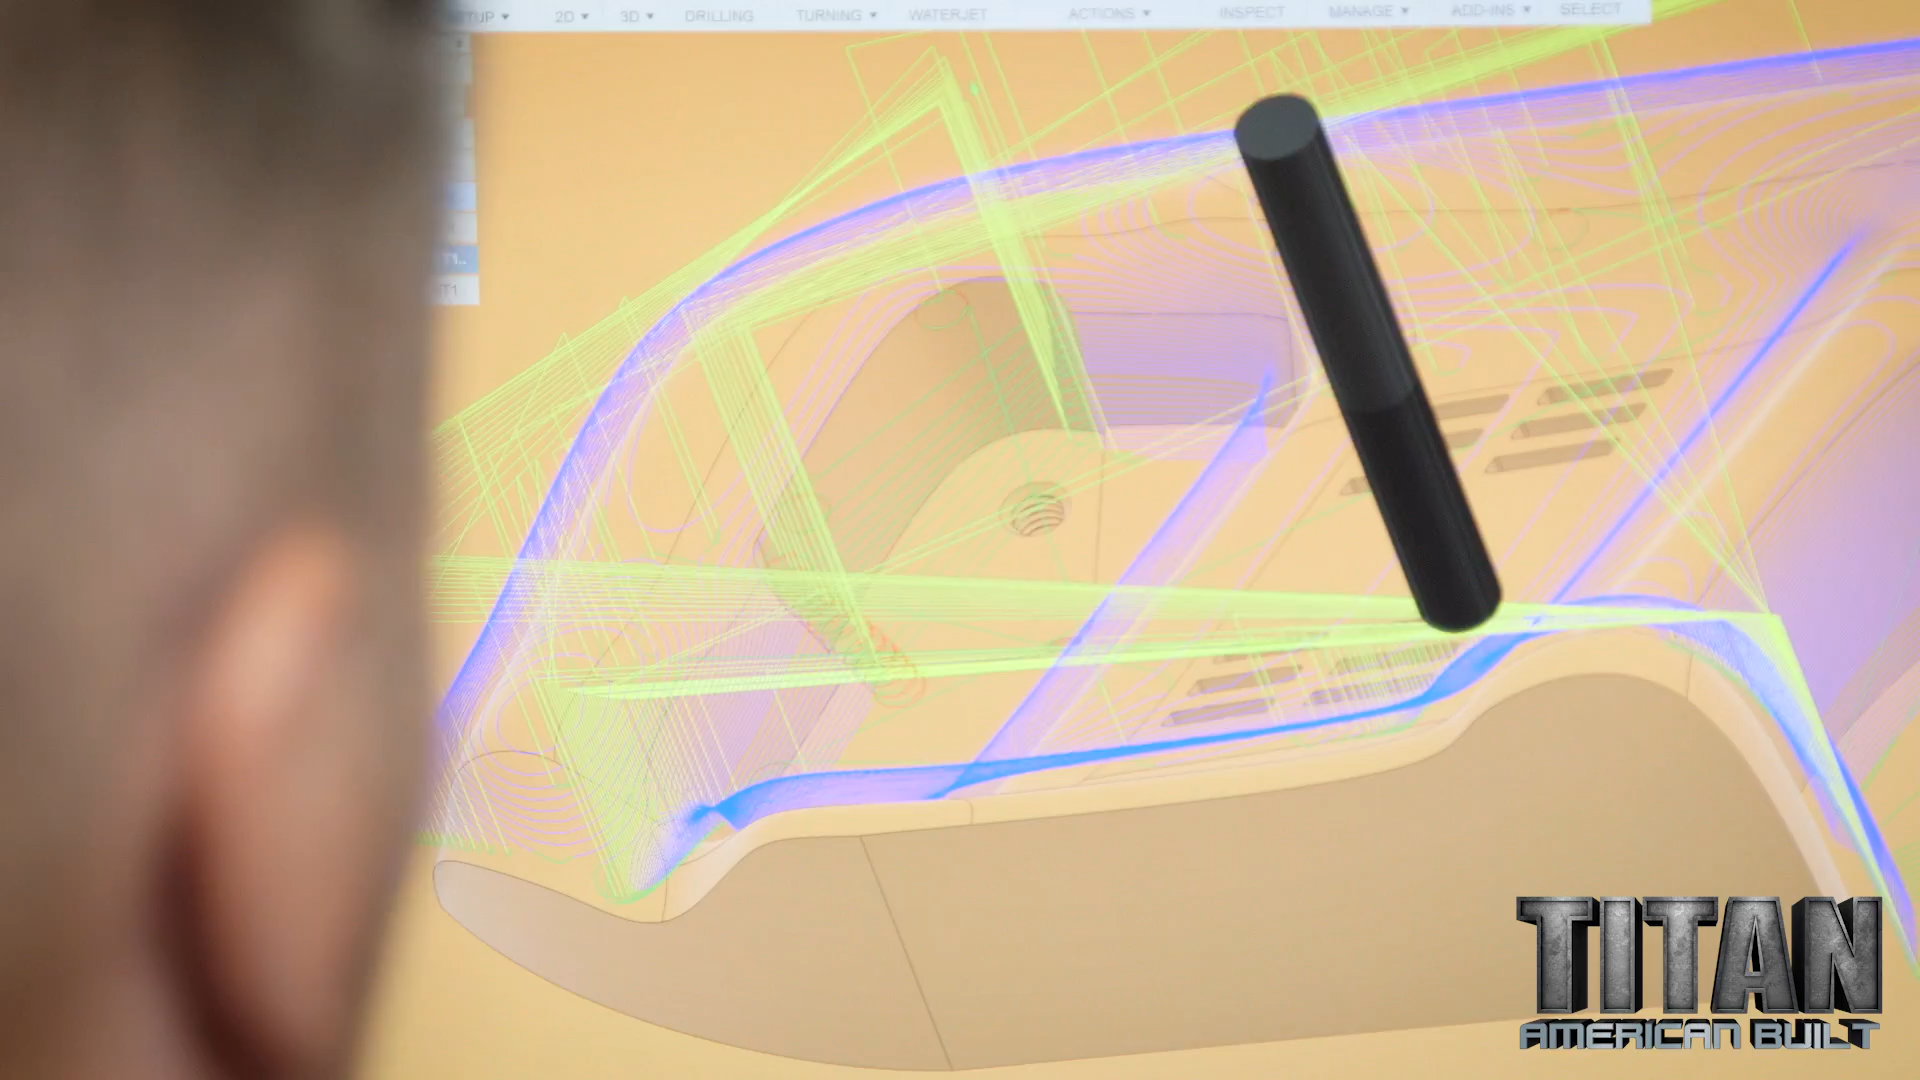 2D 3D DRILLING TURNING WATERJET ACTIONS INSPECT MANAGE ADD-INS SELECT
TITAN
AMERICAN BUILT